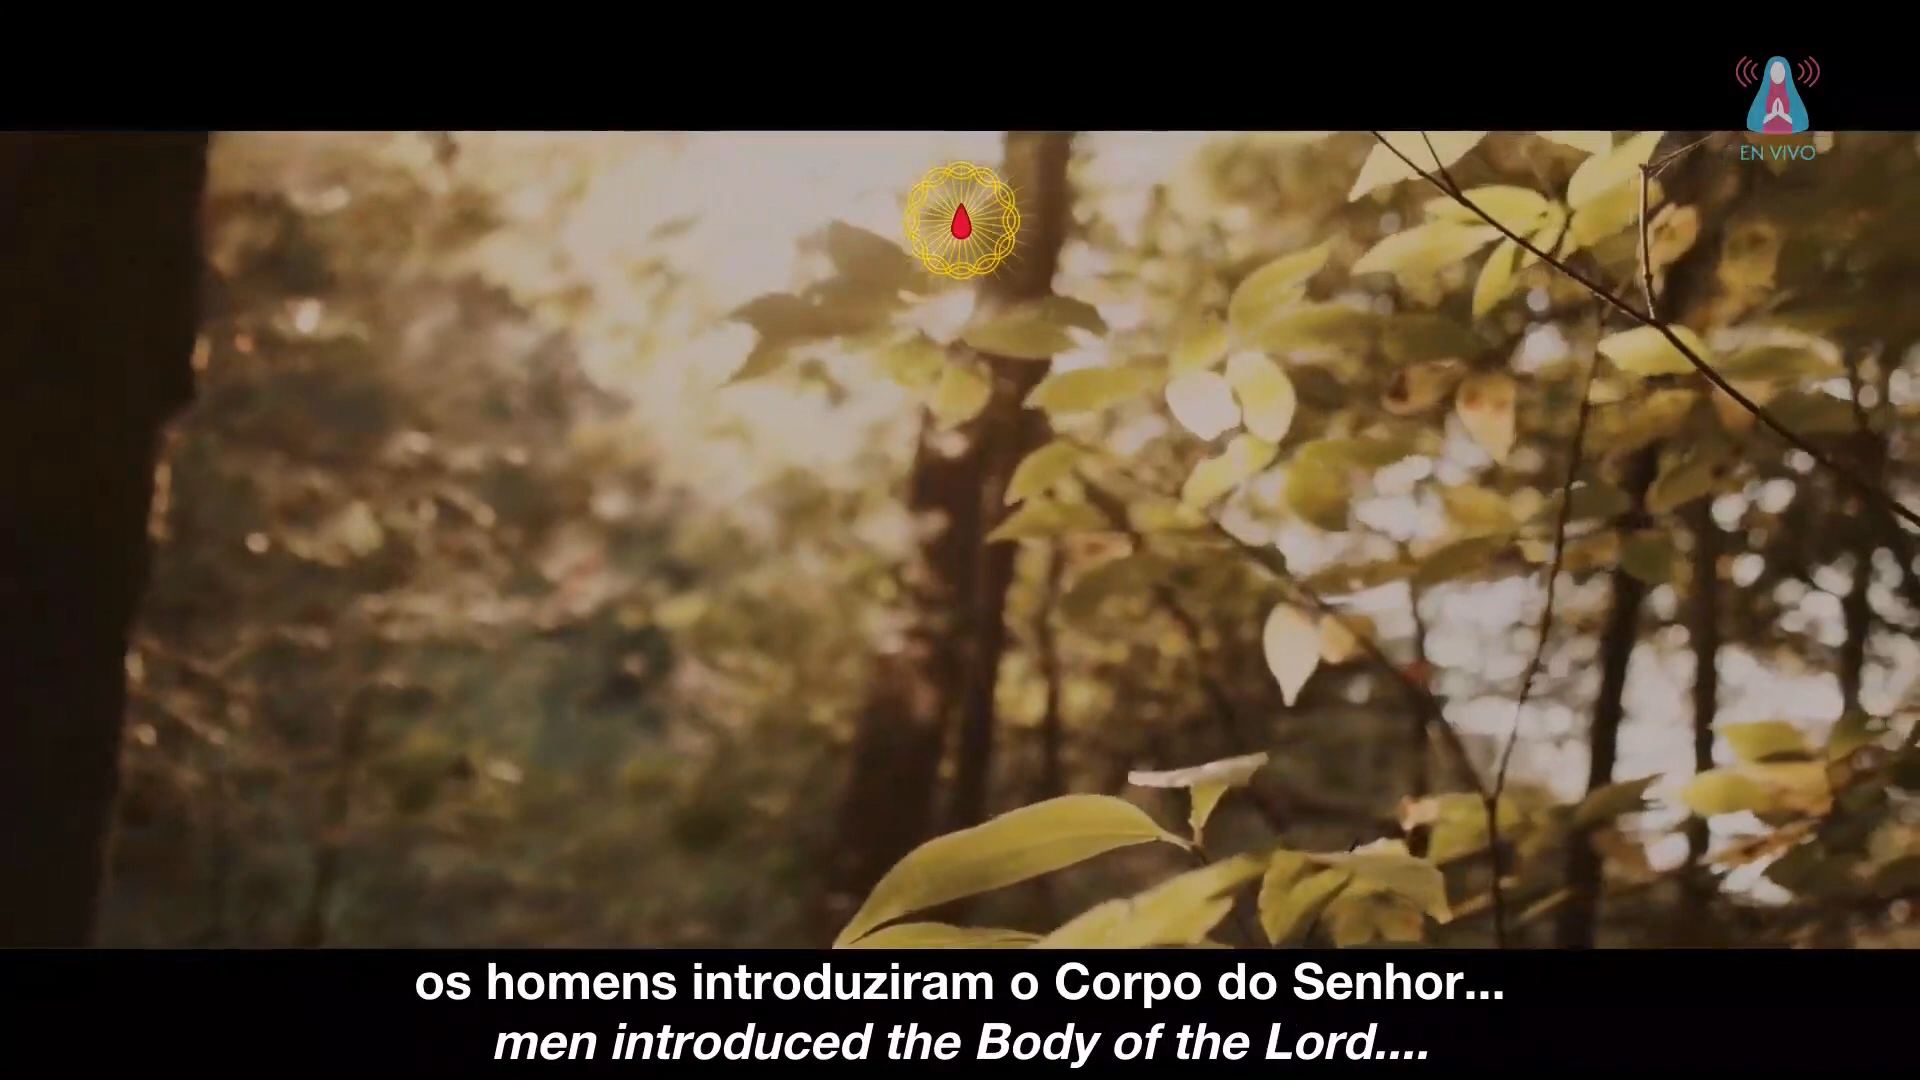 EN VIVO
os homens introduziram o Corpo do Senhor...
men introduced the Body of the Lord....